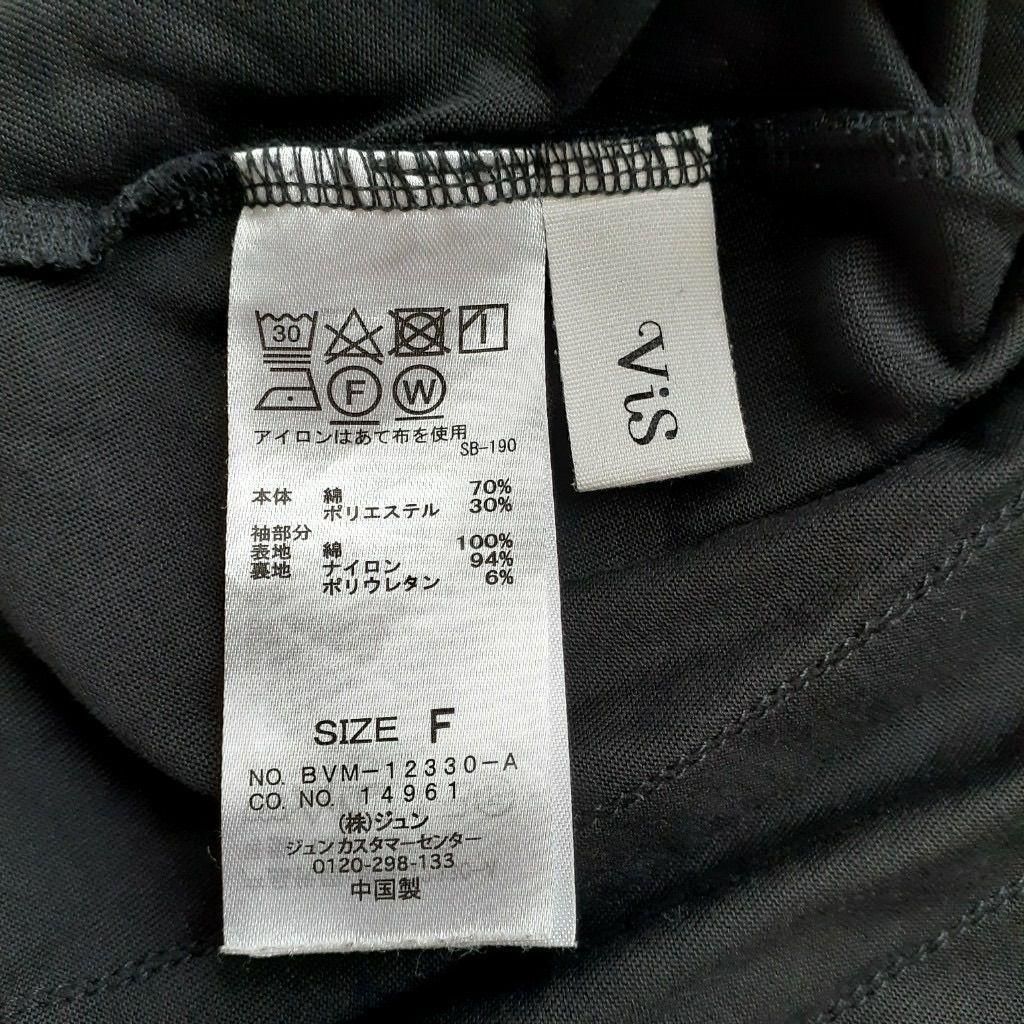 30
F W
アイロンはあて布を使用
SB-190
本体 綿 70%
ポリエステル 30%
袖部分
表地 綿 100%
裏地 ナイロン 94%
ポリウレタン 6%
SIZE F
NO. BVM-12330-A
CO. NO. 14961
(株)ジュン
ジュンカスタマーセンター
0120-298-133
中国製
ViS